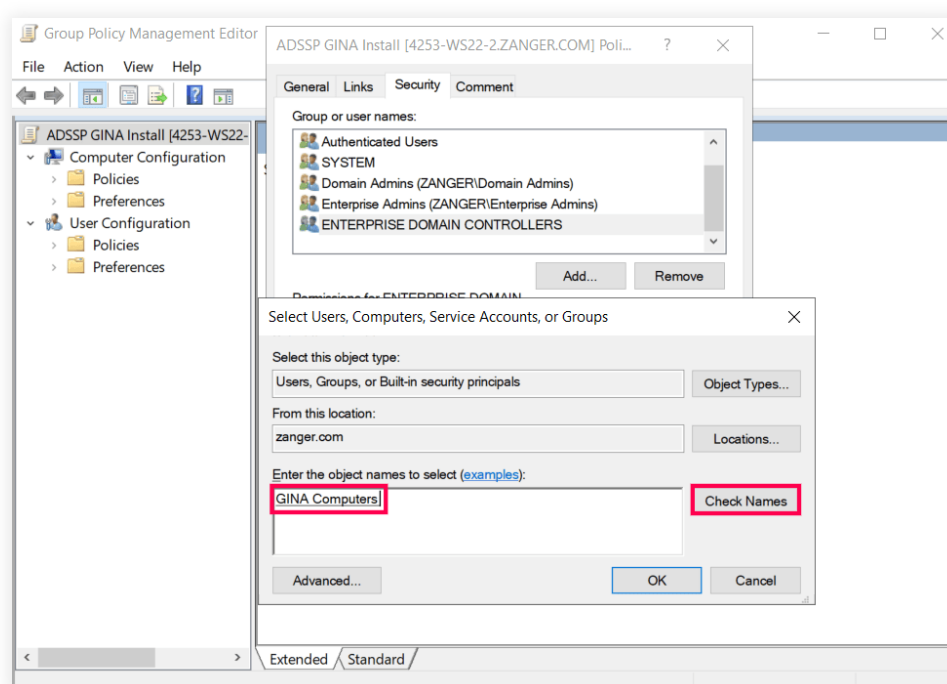 Group Policy Management Editor
File Action View Help
ADSSP GINA Install [4253-WS22-
Computer Configuration
Policies
Preferences
User Configuration
Policies
Preferences
ADSSP GINA Install [4253-WS22-2.ZANGER.COM] Poli... ?
General Links Security Comment
Group or user names:
Authenticated Users
SYSTEM
Domain Admins (ZANGER\Domain Admins)
Enterprise Admins (ZANGER\Enterprise Admins)
ENTERPRISE DOMAIN CONTROLLERS
Add... Remove
Permissions for ENTERPRISE DOMAIN
Select Users, Computers, Service Accounts, or Groups
Select this object type:
Users, Groups, or Built-in security principals Object Types...
From this location:
zanger.com Locations...
Enter the object names to select (examples):
GINA Computers Check Names
Advanced... OK Cancel
Extended Standard